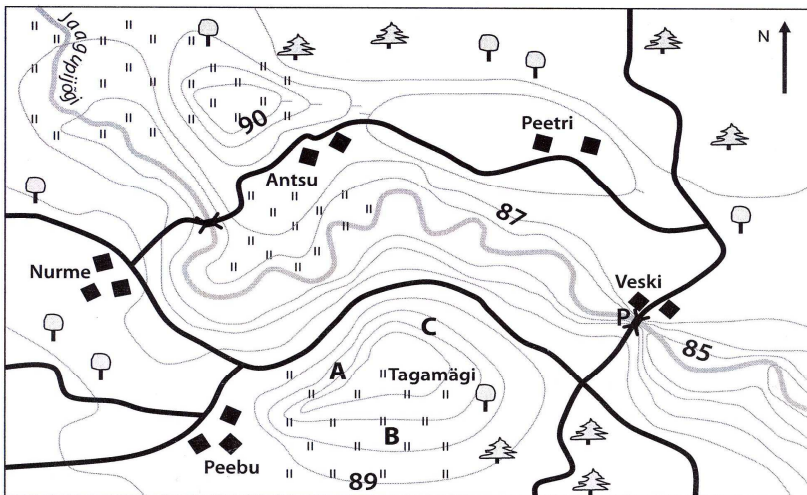 Jaagupijõgi
N
90
Peetri
Antsu
87
Nurme
Veski
P
C
85
A
Tagamägi
B
Peebu
89